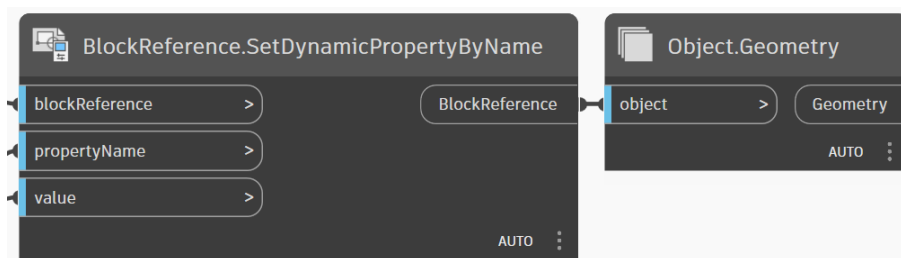 BlockReference.SetDynamicPropertyByName
blockReference >
BlockReference
propertyName >
value >
AUTO
Object.Geometry
object >
Geometry
AUTO